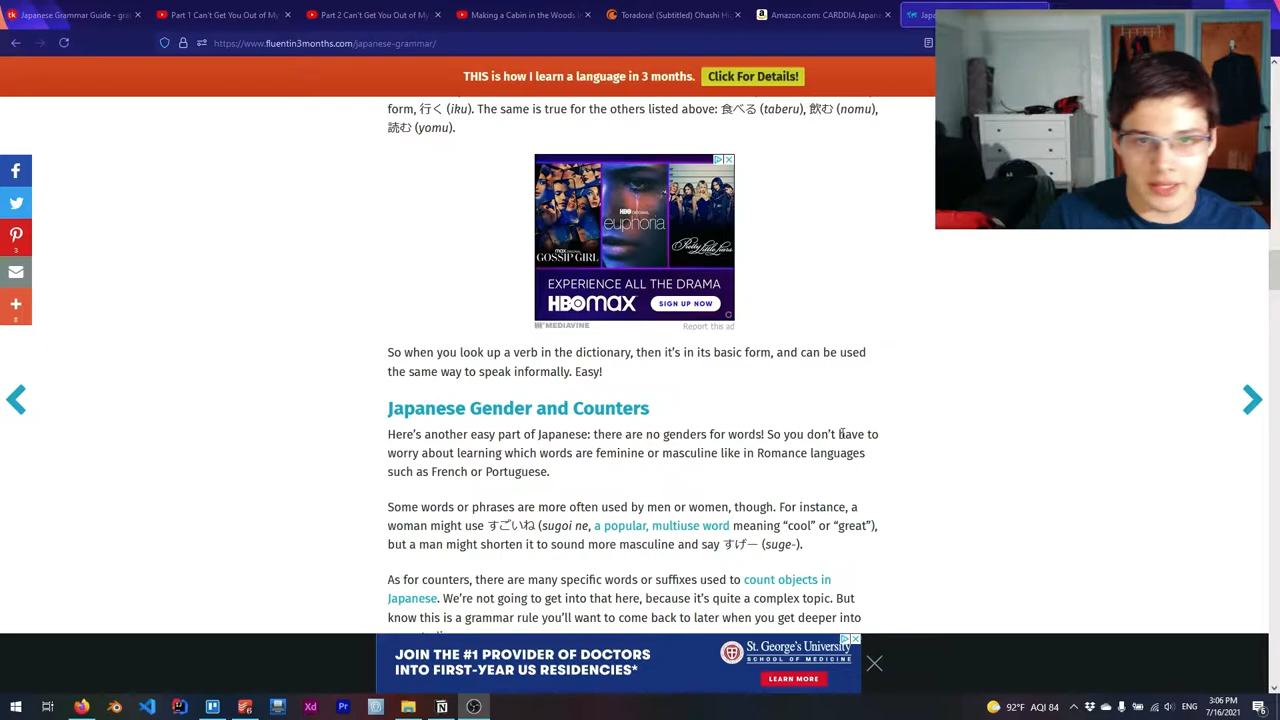 Japanese Grammar Guide - gra
Part 1 Can't Get You Out of My
Part 2 Can't Get You Out of My
Making a Cabin in the Woods
Toradora! (Subtitled) Ohashi
Amazon.com: CARDDIA Japan
https://www.fluentin3months.com/japanese-grammar/
THIS is how I learn a language in 3 months. Click For Details!
form, 行く (iku). The same is true for the others listed above: 食べる (taberu), 飲む (nomu),
読む (yomu).
GOSSIP GIRL
euphoria
Pretty little liars
EXPERIENCE ALL THE DRAMA
HBOMAX SIGN UP NOW
MEDIAVINE Report this ad
3
8
So when you look up a verb in the dictionary, then it's in its basic form, and can be used
the same way to speak informally. Easy!
Japanese Gender and Counters
Here's another easy part of Japanese: there are no genders for words! So you don't have to
worry about learning which words are feminine or masculine like in Romance languages
such as French or Portuguese.
Some words or phrases are more often used by men or women, though. For instance, a
woman might use すごいね (sugoi ne, a popular, multiuse word meaning “cool” or “great”),
but a man might shorten it to sound more masculine and say すげー (suge-).
As for counters, there are many specific words or suffixes used to count objects in
Japanese. We're not going to get into that here, because it's quite a complex topic. But
know this is a grammar rule you'll want to come back to later when you get deeper into
JOIN THE #1 PROVIDER OF DOCTORS
INTO FIRST-YEAR US RESIDENCIES*
St. George's University
SCHOOL OF MEDICINE
LEARN MORE
92°F AQI 84
ENG
3:06 PM
7/16/2021